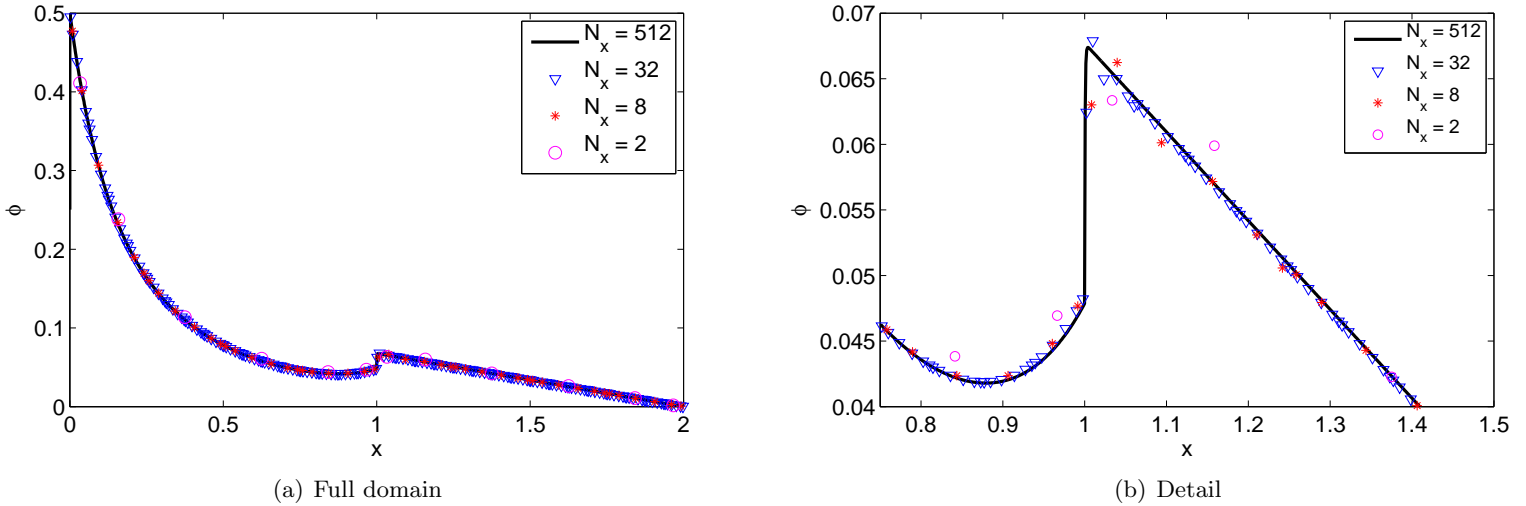 0.5
0.4
0.3
0.2
0.1
0
ϕ
0 0.5 1 1.5 2
x
N_x = 512
N_x = 32
N_x = 8
N_x = 2
(a) Full domain
0.07
0.065
0.06
0.055
0.05
0.045
0.04
ϕ
0.8 0.9 1 1.1 1.2 1.3 1.4 1.5
x
N_x = 512
N_x = 32
N_x = 8
N_x = 2
(b) Detail